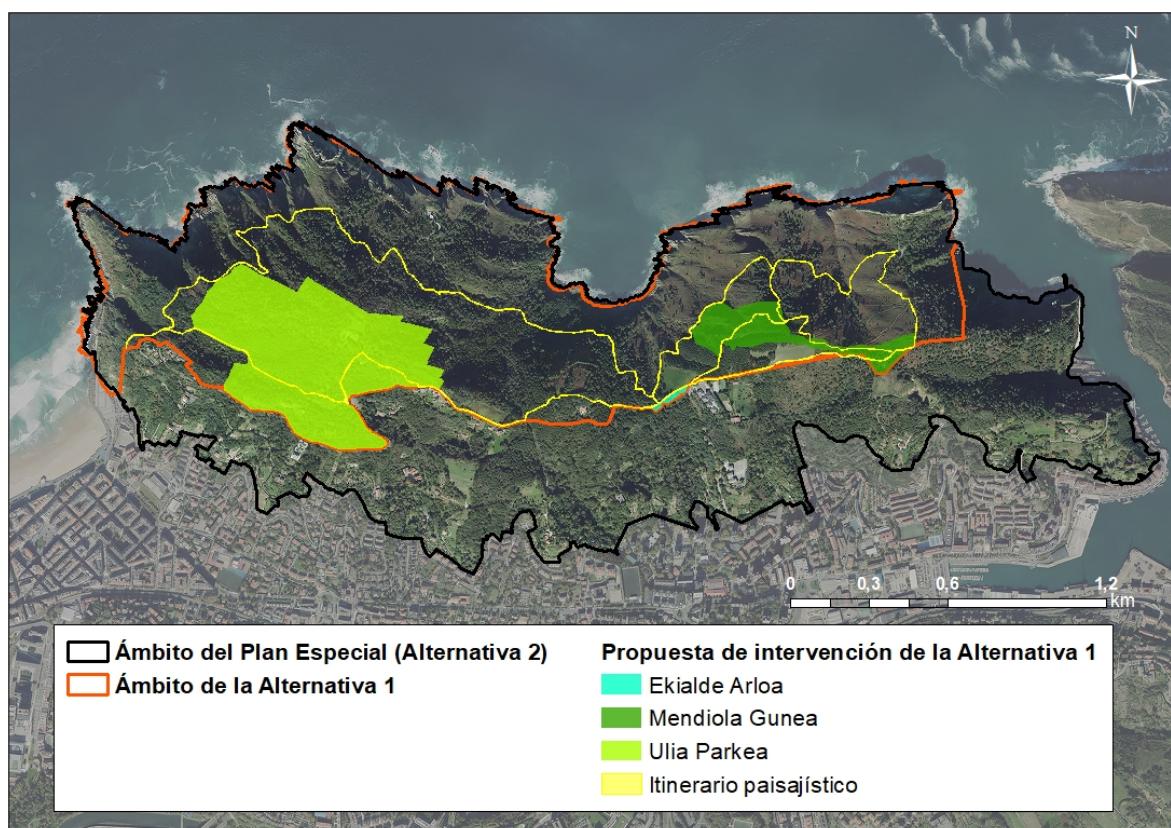 N
0 0,3 0,6 1,2
km
Ámbito del Plan Especial (Alternativa 2)
Ámbito de la Alternativa 1
Propuesta de intervención de la Alternativa 1
Ekialde Arloa
Mendiola Gunea
Ulia Parkea
Itinerario paisajístico